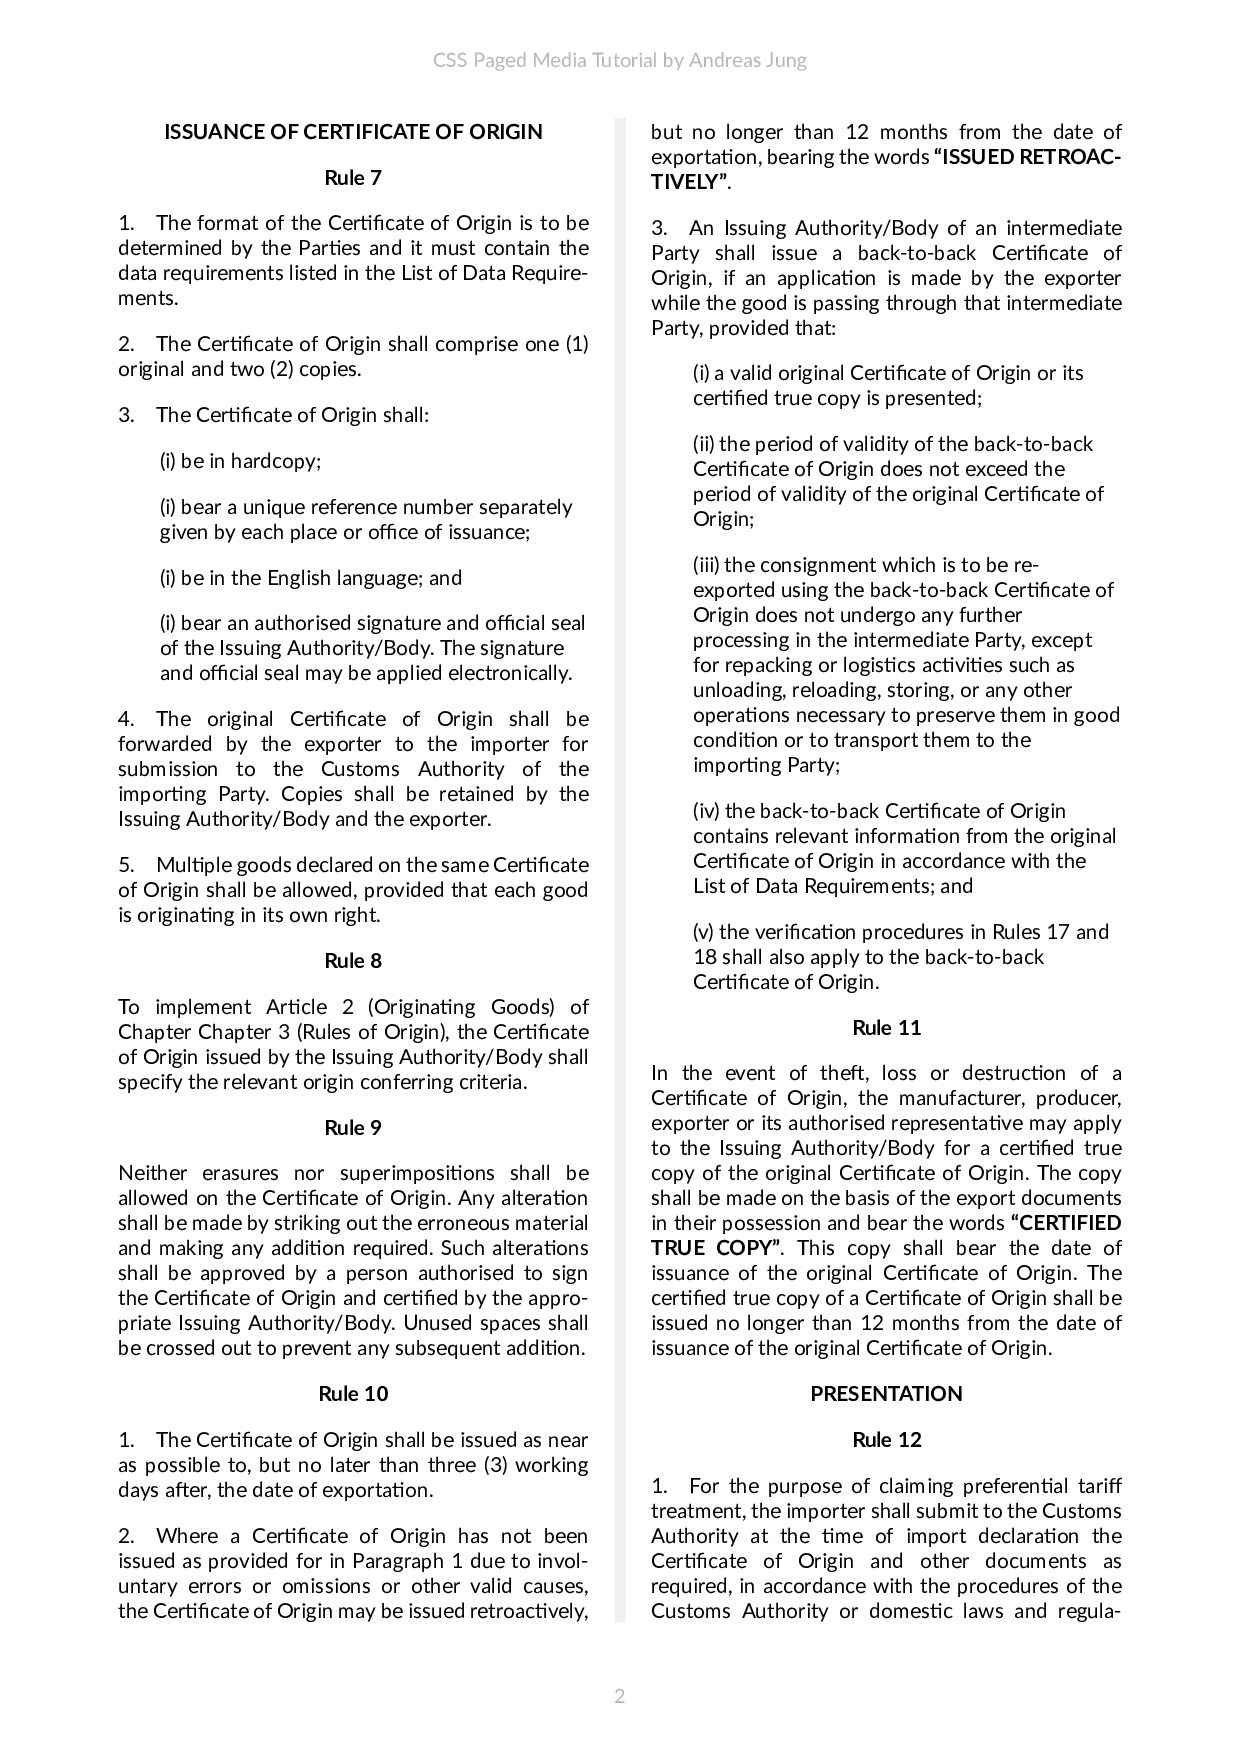 CSS Paged Media Tutorial by Andreas Jung
ISSUANCE OF CERTIFICATE OF ORIGIN
Rule 7
1. The format of the Certificate of Origin is to be
determined by the Parties and it must contain the
data requirements listed in the List of Data Require-
ments.
2. The Certificate of Origin shall comprise one (1)
original and two (2) copies.
3. The Certificate of Origin shall:
(i) be in hardcopy;
(i) bear a unique reference number separately
given by each place or office of issuance;
(i) be in the English language; and
(i) bear an authorised signature and official seal
of the Issuing Authority/Body. The signature
and official seal may be applied electronically.
4. The original Certificate of Origin shall be
forwarded by the exporter to the importer for
submission to the Customs Authority of the
importing Party. Copies shall be retained by the
Issuing Authority/Body and the exporter.
5. Multiple goods declared on the same Certificate
of Origin shall be allowed, provided that each good
is originating in its own right.
Rule 8
To implement Article 2 (Originating Goods) of
Chapter Chapter 3 (Rules of Origin), the Certificate
of Origin issued by the Issuing Authority/Body shall
specify the relevant origin conferring criteria.
Rule 9
Neither erasures nor superimpositions shall be
allowed on the Certificate of Origin. Any alteration
shall be made by striking out the erroneous material
and making any addition required. Such alterations
shall be approved by a person authorised to sign
the Certificate of Origin and certified by the appro-
priate Issuing Authority/Body. Unused spaces shall
be crossed out to prevent any subsequent addition.
Rule 10
1. The Certificate of Origin shall be issued as near
as possible to, but no later than three (3) working
days after, the date of exportation.
2. Where a Certificate of Origin has not been
issued as provided for in Paragraph 1 due to invol-
untary errors or omissions or other valid causes,
the Certificate of Origin may be issued retroactively,
but no longer than 12 months from the date of
exportation, bearing the words “ISSUED RETROAC-
TIVELY”.
3. An Issuing Authority/Body of an intermediate
Party shall issue a back-to-back Certificate of
Origin, if an application is made by the exporter
while the good is passing through that intermediate
Party, provided that:
(i) a valid original Certificate of Origin or its
certified true copy is presented;
(ii) the period of validity of the back-to-back
Certificate of Origin does not exceed the
period of validity of the original Certificate of
Origin;
(iii) the consignment which is to be re-
exported using the back-to-back Certificate of
Origin does not undergo any further
processing in the intermediate Party, except
for repacking or logistics activities such as
unloading, reloading, storing, or any other
operations necessary to preserve them in good
condition or to transport them to the
importing Party;
(iv) the back-to-back Certificate of Origin
contains relevant information from the original
Certificate of Origin in accordance with the
List of Data Requirements; and
(v) the verification procedures in Rules 17 and
18 shall also apply to the back-to-back
Certificate of Origin.
Rule 11
In the event of theft, loss or destruction of a
Certificate of Origin, the manufacturer, producer,
exporter or its authorised representative may apply
to the Issuing Authority/Body for a certified true
copy of the original Certificate of Origin. The copy
shall be made on the basis of the export documents
in their possession and bear the words “CERTIFIED
TRUE COPY”. This copy shall bear the date of
issuance of the original Certificate of Origin. The
certified true copy of a Certificate of Origin shall be
issued no longer than 12 months from the date of
issuance of the original Certificate of Origin.
PRESENTATION
Rule 12
1. For the purpose of claiming preferential tariff
treatment, the importer shall submit to the Customs
Authority at the time of import declaration the
Certificate of Origin and other documents as
required, in accordance with the procedures of the
Customs Authority or domestic laws and regula-
2